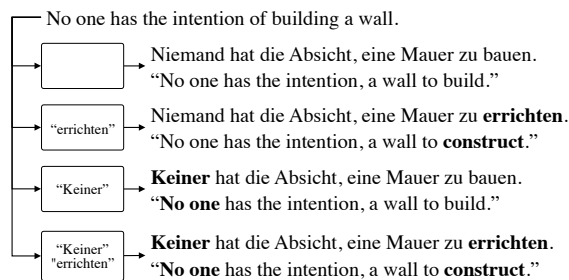 No one has the intention of building a wall.
Niemand hat die Absicht, eine Mauer zu bauen.
“No one has the intention, a wall to build.”
“errichten”
Niemand hat die Absicht, eine Mauer zu errichten.
“No one has the intention, a wall to construct.”
“Keiner”
Keiner hat die Absicht, eine Mauer zu bauen.
“No one has the intention, a wall to build.”
“Keiner”
"errichten”
Keiner hat die Absicht, eine Mauer zu errichten.
“No one has the intention, a wall to construct.”